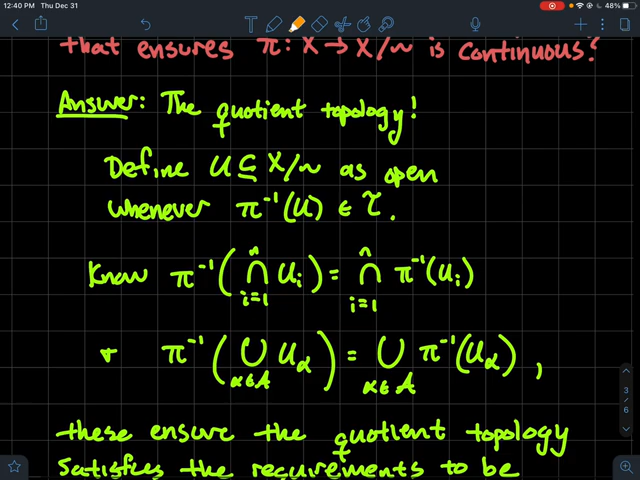 12:40 PM Thu Dec 31
48%
that ensures π: X → X/~ is continuous?
Answer: The quotient topology!
Define U ⊆ X/~ as open
whenever π⁻¹(U) ∈ τ.
Know π⁻¹(⋂ᵢ₌₁ⁿ Uᵢ) = ⋂ᵢ₌₁ⁿ π⁻¹(Uᵢ)
& π⁻¹(⋃_{α∈A} U_α) = ⋃_{α∈A} π⁻¹(U_α),
these ensure the quotient topology
satisfies the requirements to be
3
/
6